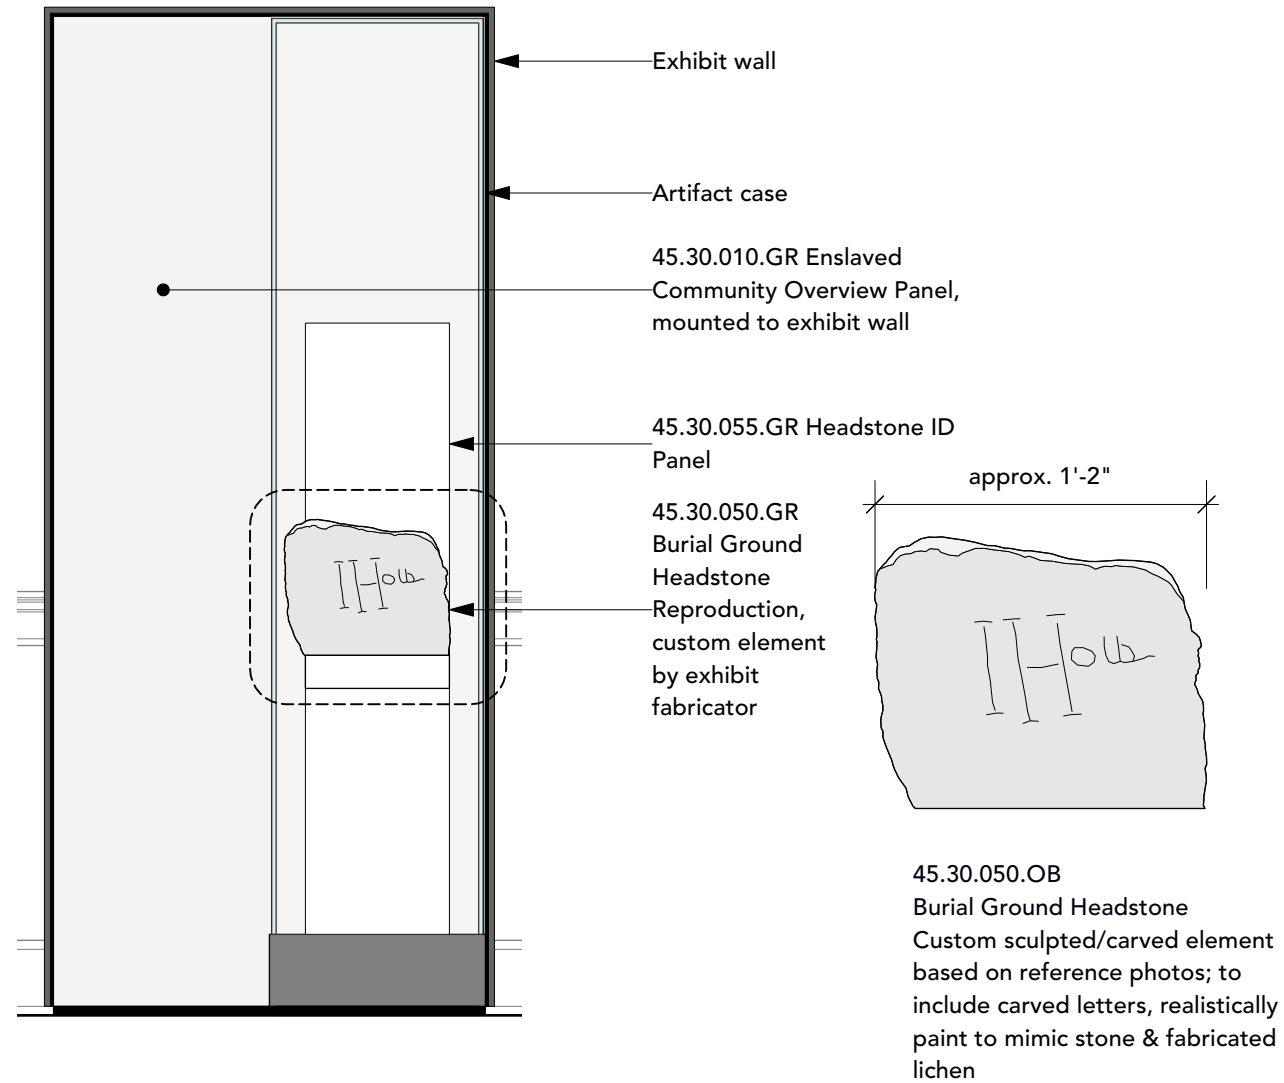 Exhibit wall
Artifact case
45.30.010.GR Enslaved
Community Overview Panel,
mounted to exhibit wall
45.30.055.GR Headstone ID
Panel
45.30.050.GR
Burial Ground
Headstone
Reproduction,
custom element
by exhibit
fabricator
approx. 1'-2"
45.30.050.OB
Burial Ground Headstone
Custom sculpted/carved element
based on reference photos; to
include carved letters, realistically
paint to mimic stone & fabricated
lichen